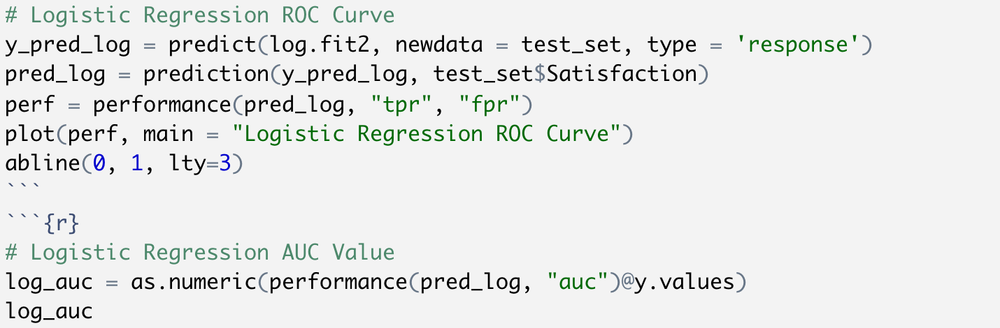 # Logistic Regression ROC Curve
y_pred_log = predict(log.fit2, newdata = test_set, type = 'response')
pred_log = prediction(y_pred_log, test_set$Satisfaction)
perf = performance(pred_log, "tpr", "fpr")
plot(perf, main = "Logistic Regression ROC Curve")
abline(0, 1, lty=3)
```
```{r}
# Logistic Regression AUC Value
log_auc = as.numeric(performance(pred_log, "auc")@y.values)
log_auc